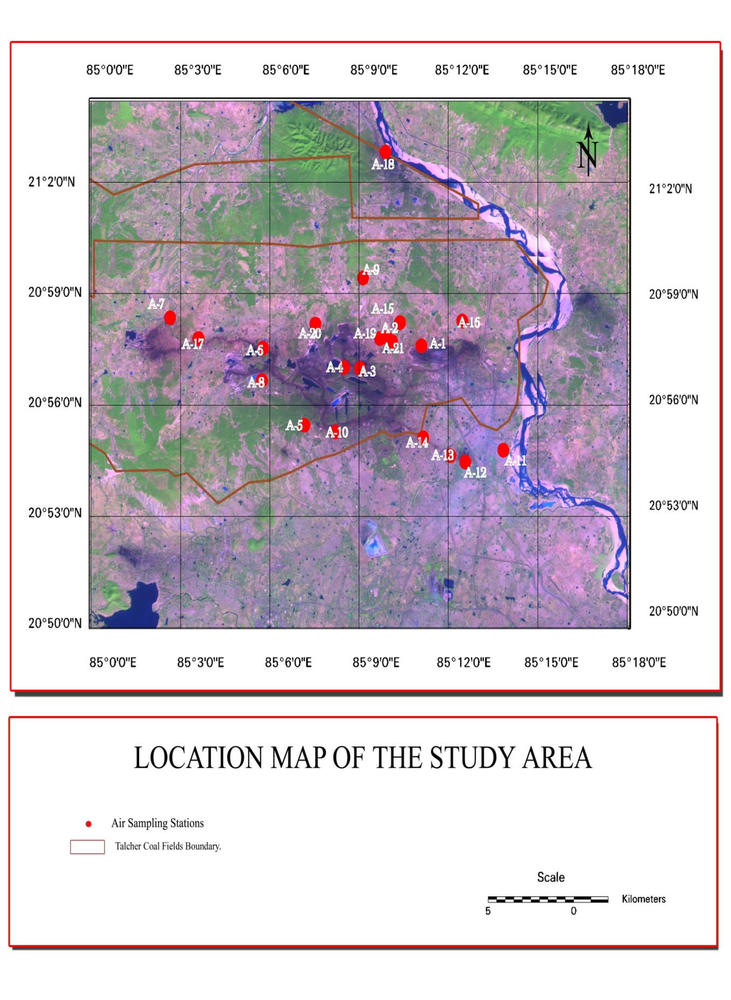 85°0'0"E 85°3'0"E 85°6'0"E 85°9'0"E 85°12'0"E 85°15'0"E 85°18'0"E
N
A-18
21°2'0"N 21°2'0"N
A-9
20°59'0"N 20°59'0"N
A-7
A-15
A-16
A-2
A-20 A-19
A-17 A-21 A-1
A-6
A-4 A-3
A-8
20°56'0"N 20°56'0"N
A-5
A-10
A-14
A-13 A-11
A-12
20°53'0"N 20°53'0"N
20°50'0"N 20°50'0"N
85°0'0"E 85°3'0"E 85°6'0"E 85°9'0"E 85°12'0"E 85°15'0"E 85°18'0"E
LOCATION MAP OF THE STUDY AREA
Air Sampling Stations
Talcher Coal Fields Boundary.
Scale
Kilometers
5 0